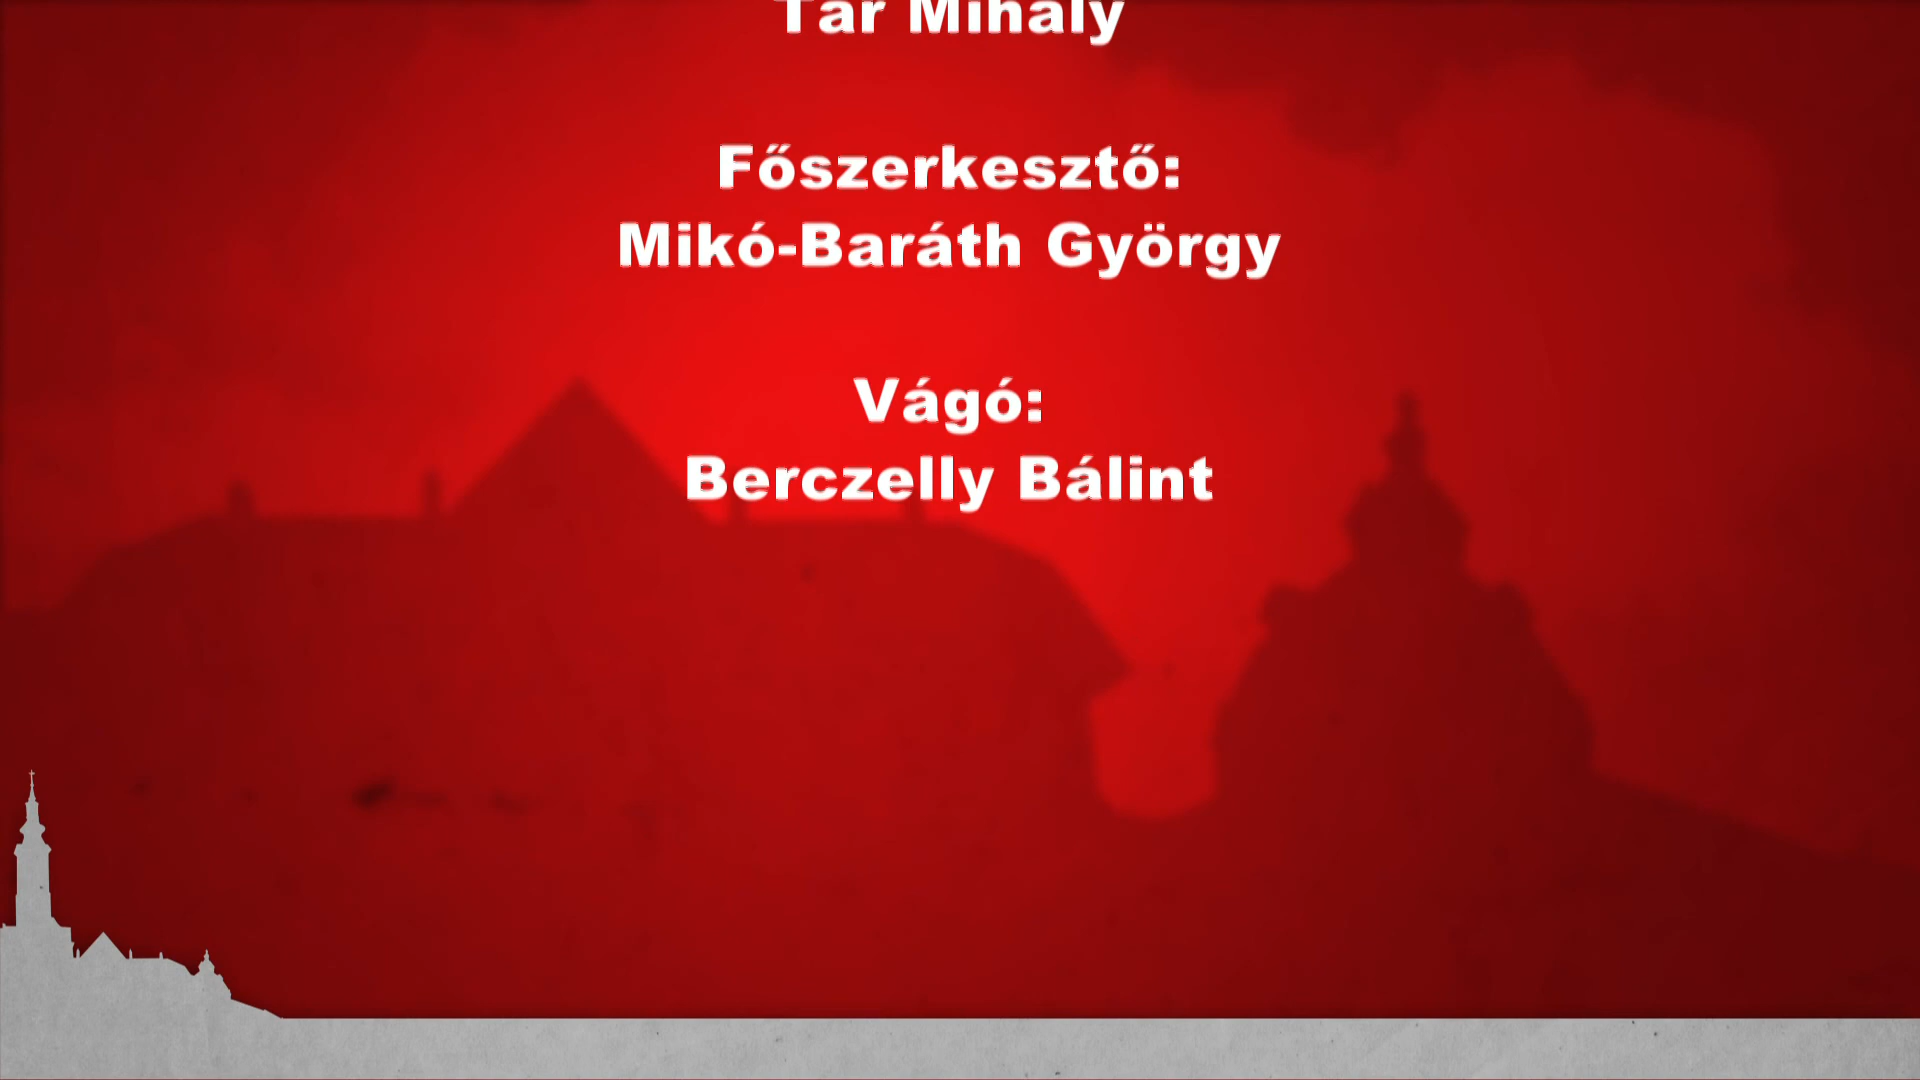 Tar Mihály
Főszerkesztő:
Mikó-Baráth György
Vágó:
Berczelly Bálint